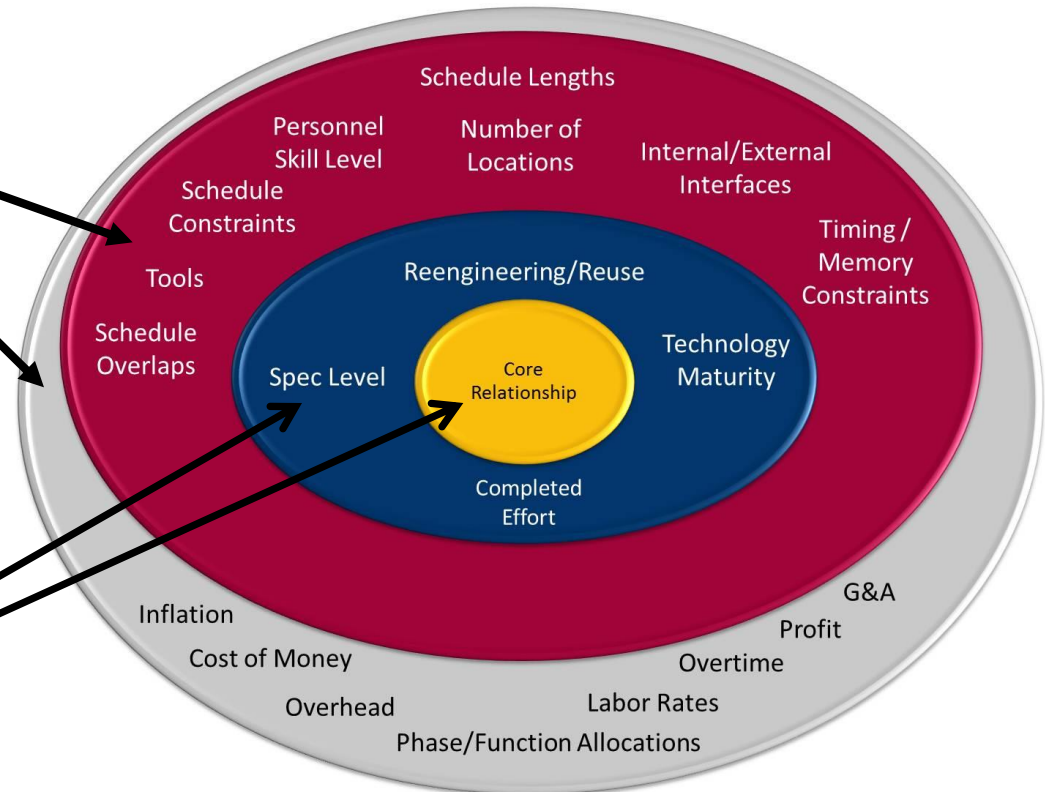 Schedule Lengths
Personnel
Skill Level
Number of
Locations
Internal/External
Interfaces
Schedule
Constraints
Timing /
Memory
Constraints
Tools
Schedule
Overlaps
Reengineering/Reuse
Spec Level
Core
Relationship
Technology
Maturity
Completed
Effort
Inflation
Cost of Money
Overhead
Phase/Function Allocations
Labor Rates
Overtime
Profit
G&A